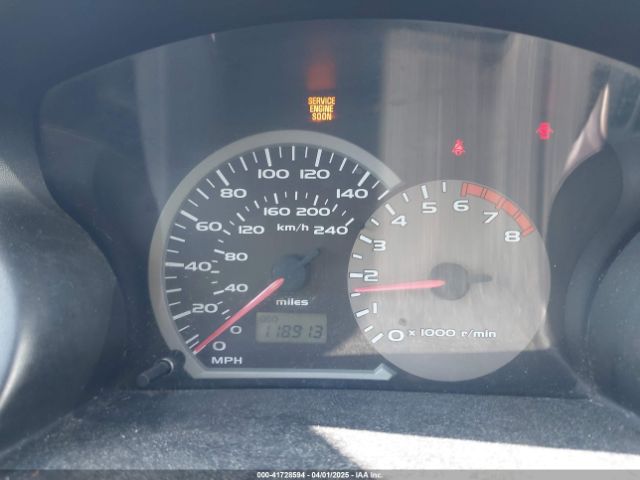 SERVICE
ENGINE
SOON
0 20 40 60 80 100 120 140
0 40 80 120 160 200 240
km/h
miles
118913
MPH
0 1 2 3 4 5 6 7 8
x 1000 r/min
000-41728594 04/01/2025 IAA Inc.